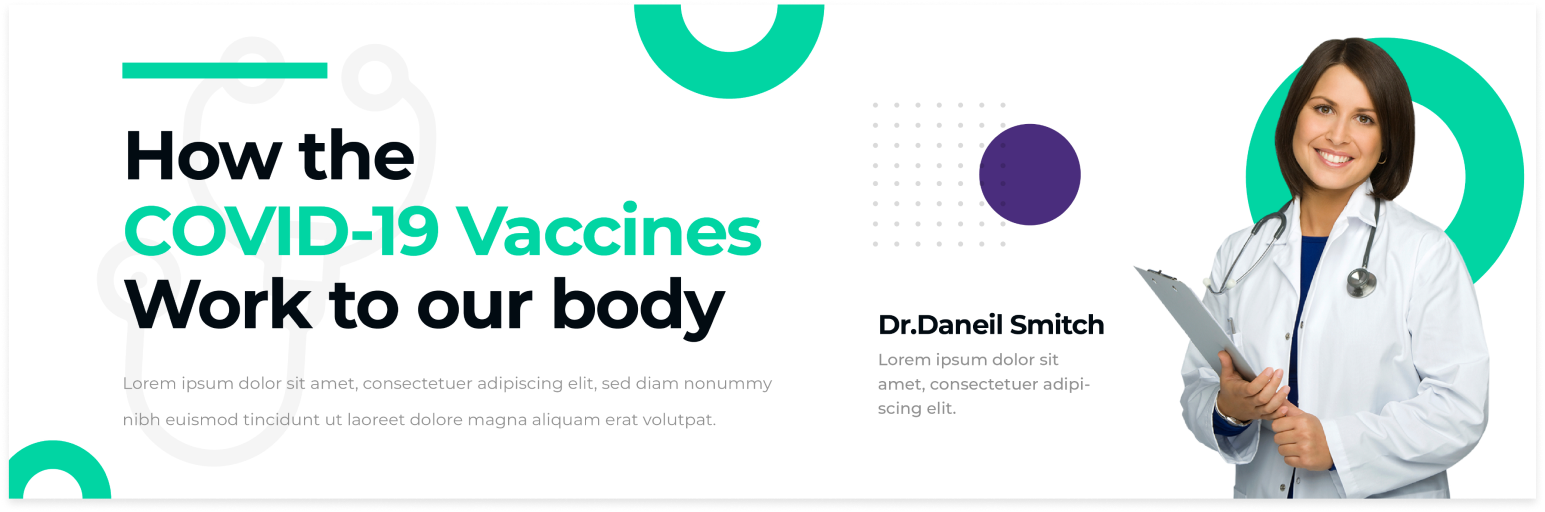 How the
COVID-19 Vaccines
Work to our body
Lorem ipsum dolor sit amet, consectetuer adipiscing elit, sed diam nonummy
nibh euismod tincidunt ut laoreet dolore magna aliquam erat volutpat.
Dr.Daneil Smitch
Lorem ipsum dolor sit
amet, consectetuer adipi-
scing elit.